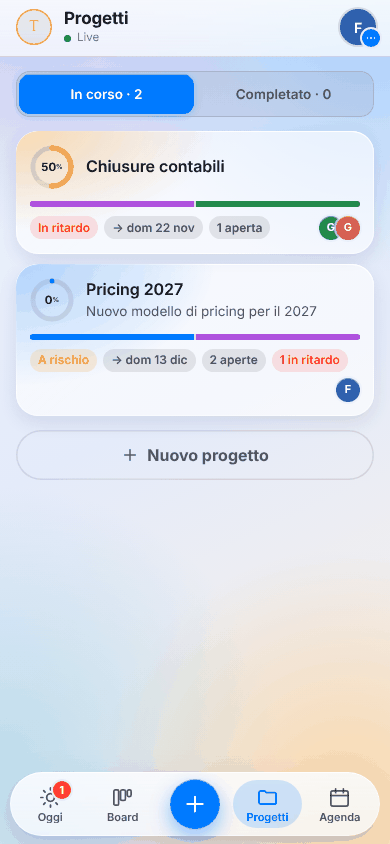 T
Progetti
Live
F
In corso · 2
Completato · 0
50%
Chiusure contabili
In ritardo
→ dom 22 nov
1 aperta
G
G
0%
Pricing 2027
Nuovo modello di pricing per il 2027
A rischio
→ dom 13 dic
2 aperte
1 in ritardo
F
+ Nuovo progetto
1
Oggi
Board
+
Progetti
Agenda